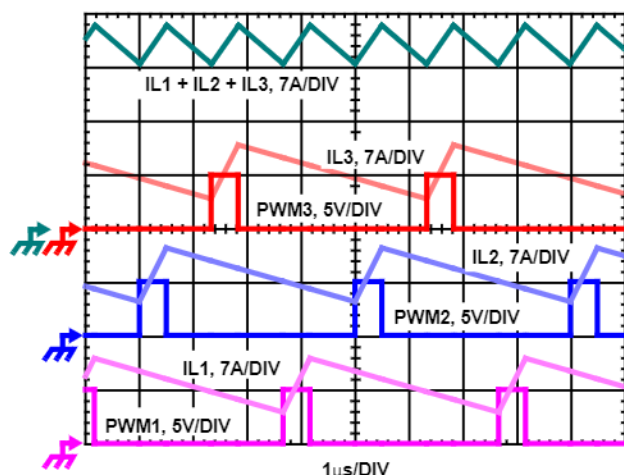 IL1 + IL2 + IL3, 7A/DIV
IL3, 7A/DIV
PWM3, 5V/DIV
IL2, 7A/DIV
PWM2, 5V/DIV
IL1, 7A/DIV
PWM1, 5V/DIV
1µs/DIV